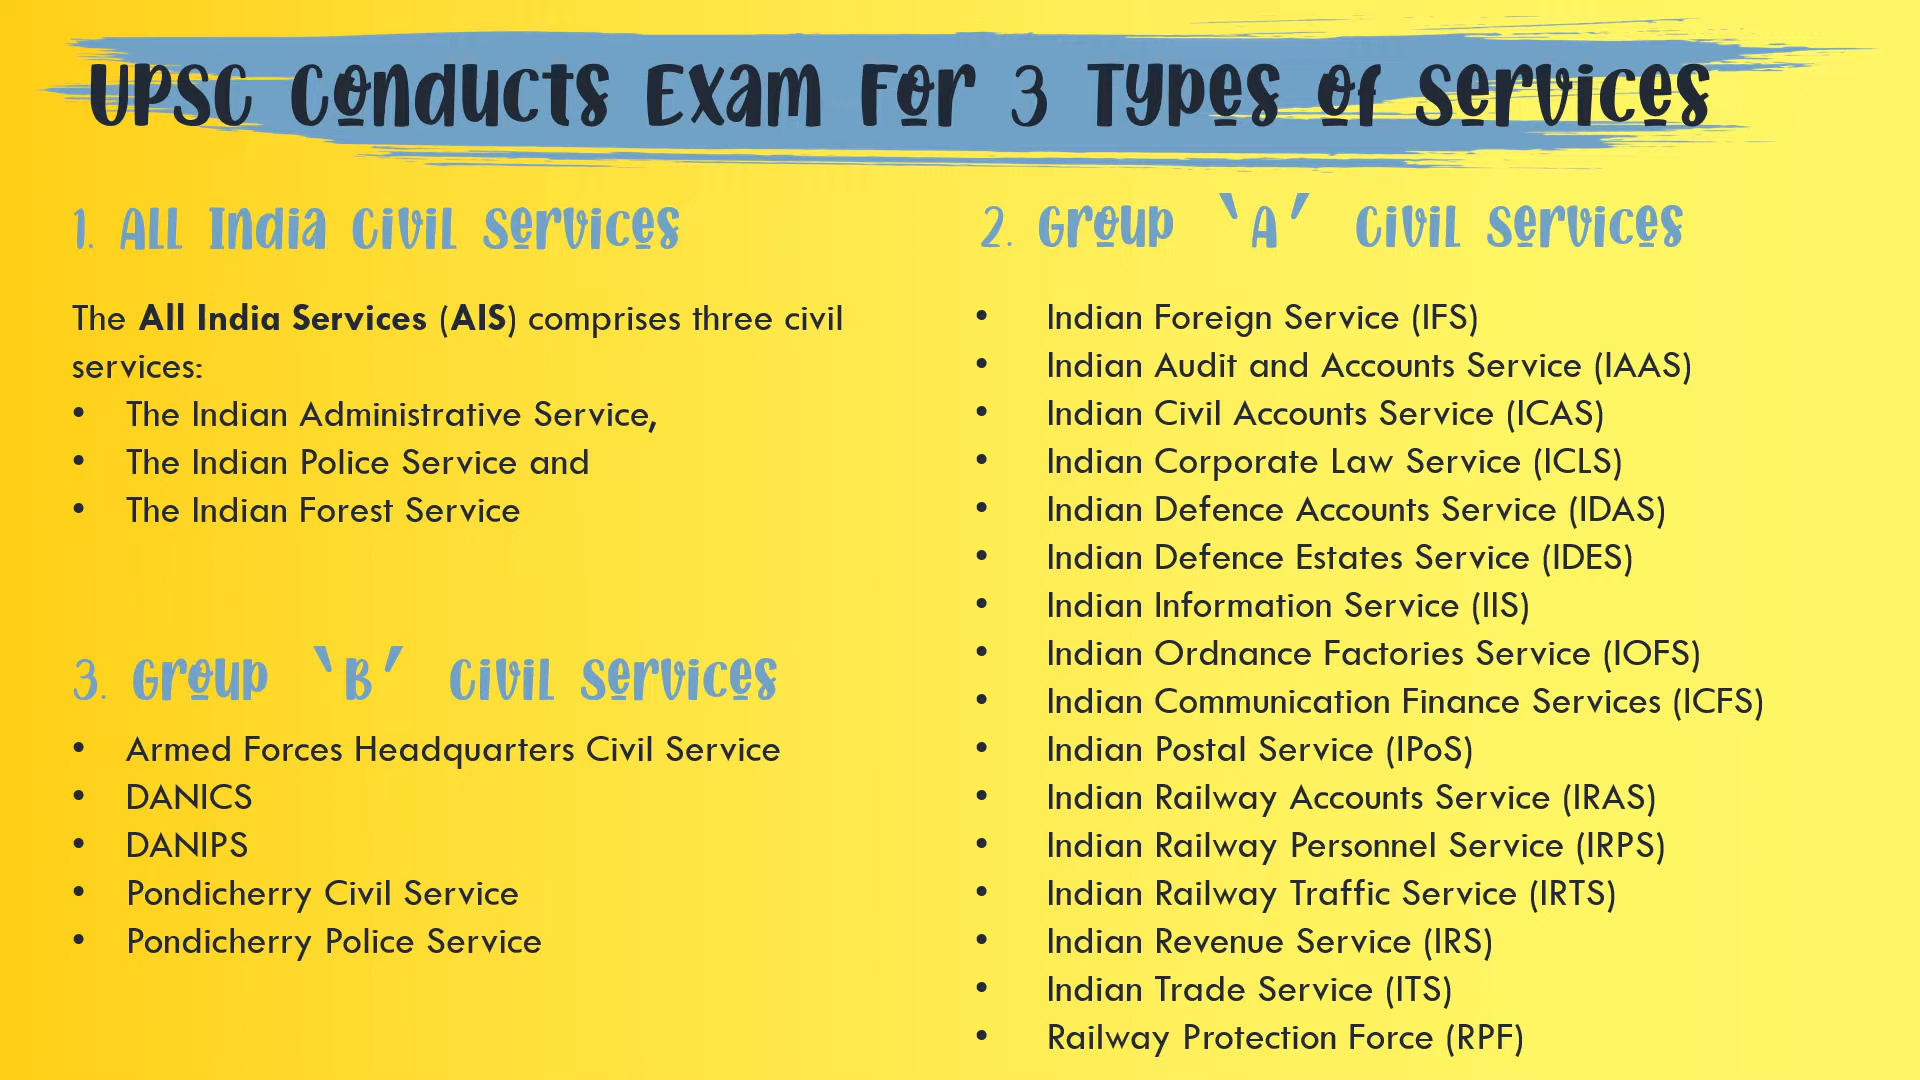 UPSC Conducts Exam For 3 Types of Services
1. All India Civil Services
The All India Services (AIS) comprises three civil
services:
• The Indian Administrative Service,
• The Indian Police Service and
• The Indian Forest Service
2. Group ‘A’ Civil Services
• Indian Foreign Service (IFS)
• Indian Audit and Accounts Service (IAAS)
• Indian Civil Accounts Service (ICAS)
• Indian Corporate Law Service (ICLS)
• Indian Defence Accounts Service (IDAS)
• Indian Defence Estates Service (IDES)
• Indian Information Service (IIS)
• Indian Ordnance Factories Service (IOFS)
• Indian Communication Finance Services (ICFS)
• Indian Postal Service (IPoS)
• Indian Railway Accounts Service (IRAS)
• Indian Railway Personnel Service (IRPS)
• Indian Railway Traffic Service (IRTS)
• Indian Revenue Service (IRS)
• Indian Trade Service (ITS)
• Railway Protection Force (RPF)
3. Group ‘B’ Civil Services
• Armed Forces Headquarters Civil Service
• DANICS
• DANIPS
• Pondicherry Civil Service
• Pondicherry Police Service